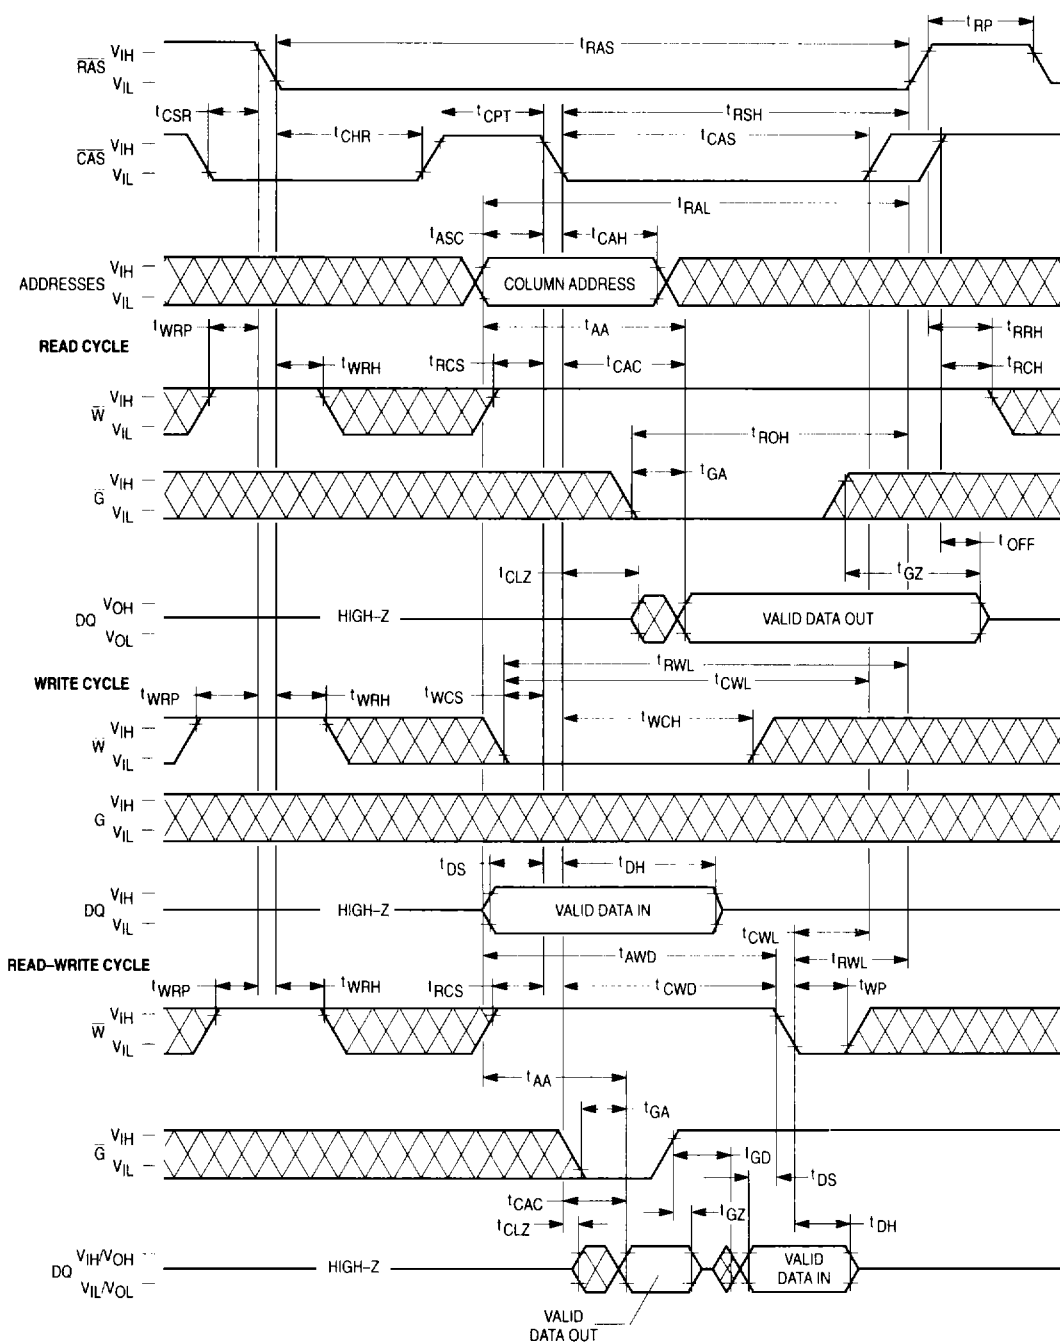 tRP
VIH
tRAS
RAS
VIL
tCSR
tCPT
tRSH
tCHR
tCAS
VIH
CAS
VIL
tRAL
tASC
tCAH
VIH
ADDRESSES
COLUMN ADDRESS
VIL
tWRP
tAA
tRRH
READ CYCLE
tWRH
tRCS
tCAC
tRCH
VIH
W
VIL
tROH
tGA
VIH
G
VIL
tOFF
tCLZ
tGZ
VOH
DQ
HIGH–Z
VALID DATA OUT
VOL
tRWL
WRITE CYCLE
tCWL
tWRP
tWRH
tWCS
tWCH
VIH
W
VIL
VIH
G
VIL
tDS
tDH
VIH
DQ
HIGH–Z
VALID DATA IN
VIL
tCWL
tAWD
READ–WRITE CYCLE
tRWL
tWRP
tWRH
tRCS
tCWD
tWP
VIH
W
VIL
tAA
tGA
VIH
G
tGD
VIL
tDS
tCAC
tGZ
tCLZ
tDH
VIH/VOH
DQ
HIGH–Z
VALID
DATA IN
VIL/VOL
VALID
DATA OUT